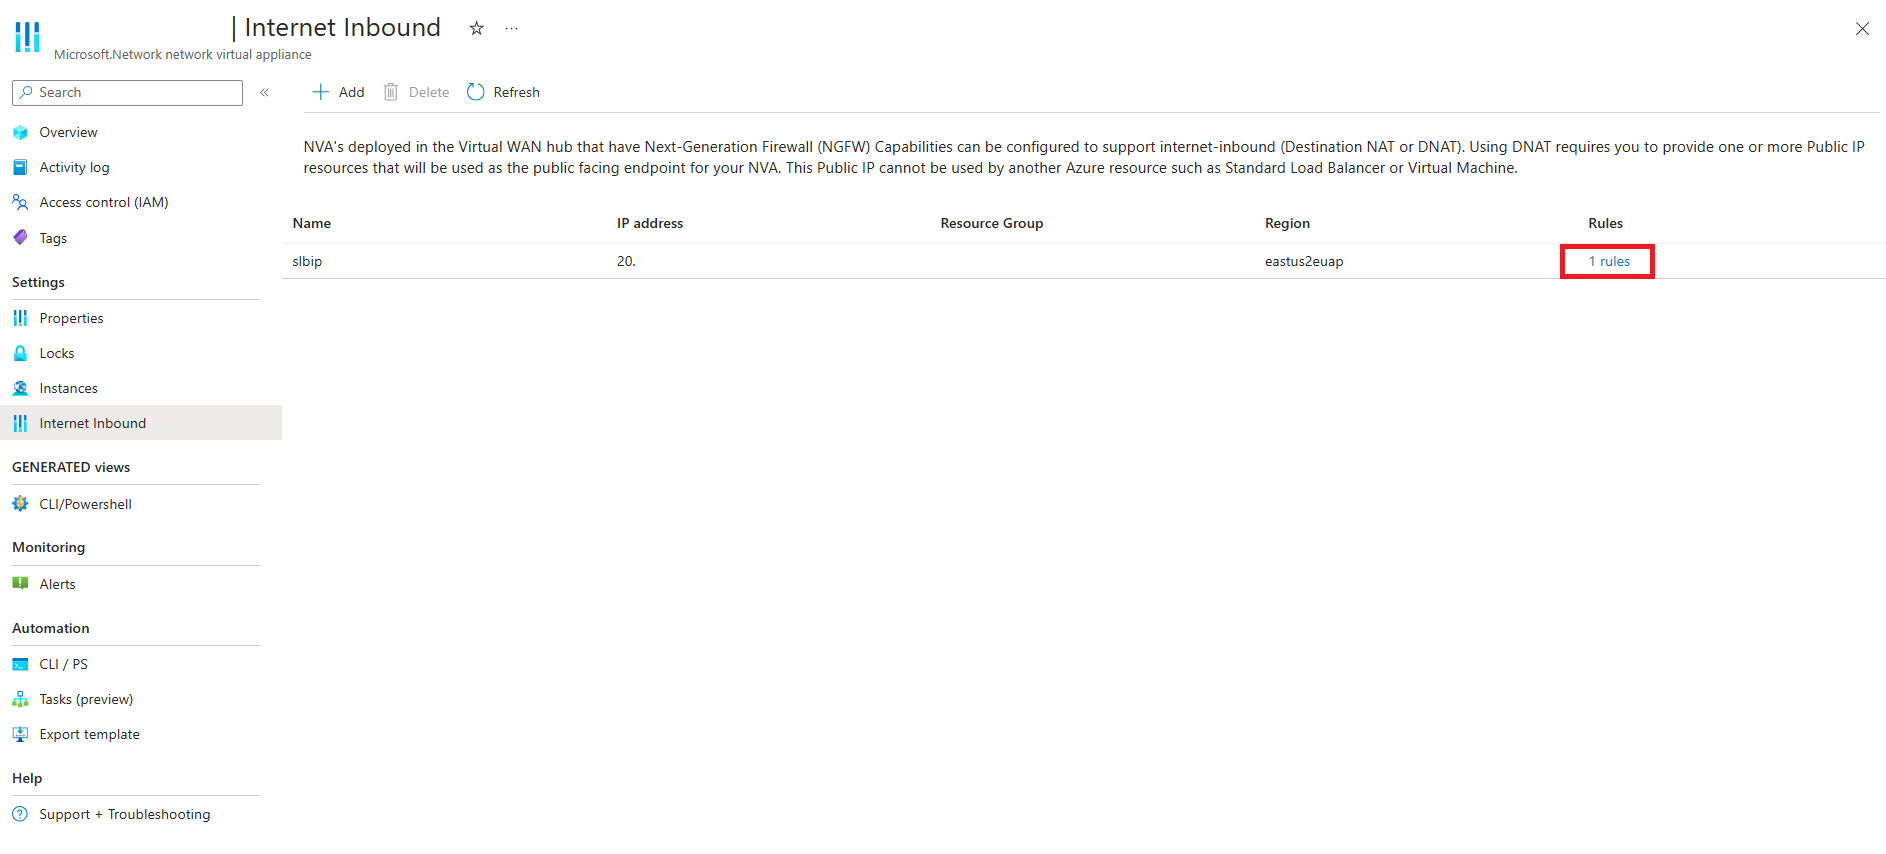 | Internet Inbound
Microsoft.Network network virtual appliance
Search
Add Delete Refresh
Overview
Activity log
Access control (IAM)
Tags
Settings
Properties
Locks
Instances
Internet Inbound
GENERATED views
CLI/Powershell
Monitoring
Alerts
Automation
CLI / PS
Tasks (preview)
Export template
Help
Support + Troubleshooting
NVA's deployed in the Virtual WAN hub that have Next-Generation Firewall (NGFW) Capabilities can be configured to support internet-inbound (Destination NAT or DNAT). Using DNAT requires you to provide one or more Public IP
resources that will be used as the public facing endpoint for your NVA. This Public IP cannot be used by another Azure resource such as Standard Load Balancer or Virtual Machine.
Name IP address Resource Group Region Rules
slbip 20. eastus2euap 1 rules